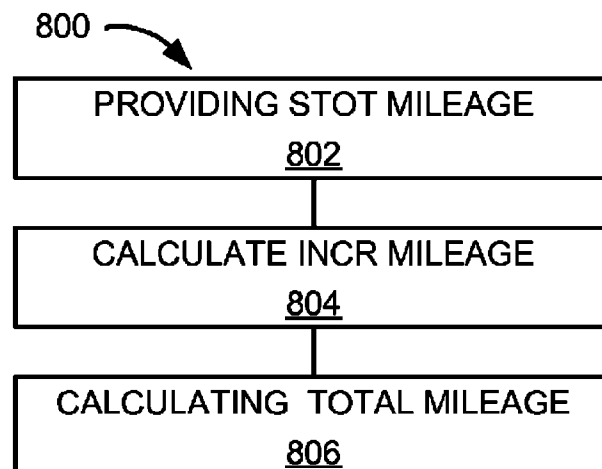 800
PROVIDING STOT MILEAGE
802
CALCULATE INCR MILEAGE
804
CALCULATING TOTAL MILEAGE
806